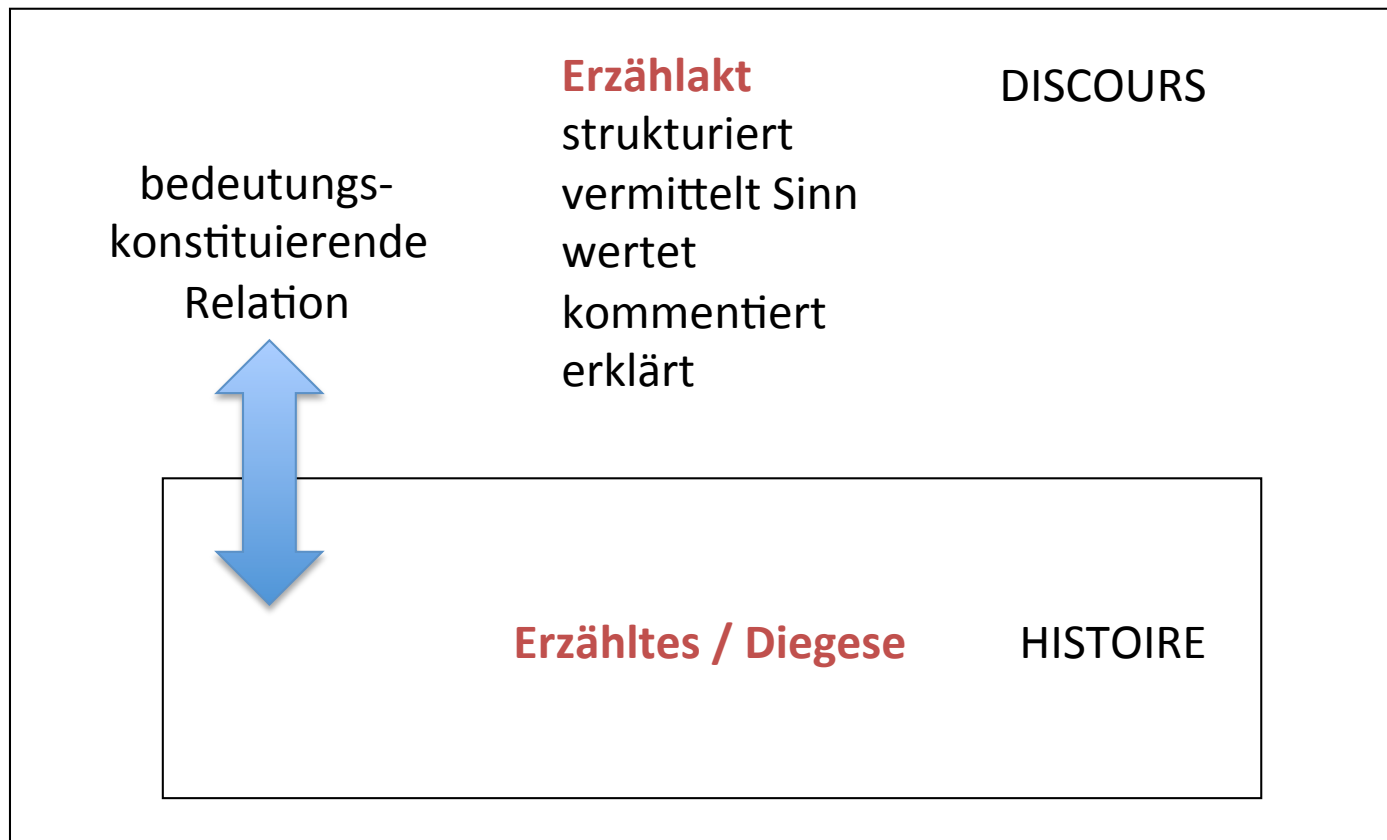 Erzählakt
DISCOURS
strukturiert
vermittelt Sinn
wertet
kommentiert
erklärt
bedeutungs-
konstituierende
Relation
Erzähltes / Diegese
HISTOIRE